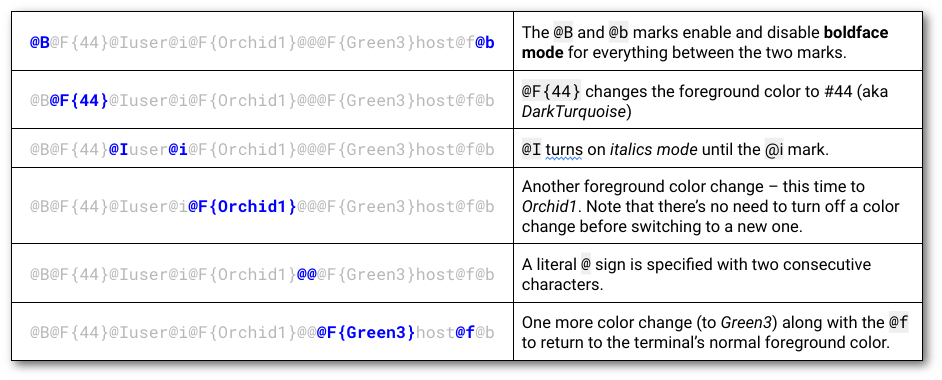 @B@F{44}@Iuser@i@F{Orchid1}@@@F{Green3}host@f@b
The @B and @b marks enable and disable boldface
mode for everything between the two marks.
@B@F{44}@Iuser@i@F{Orchid1}@@@F{Green3}host@f@b
@F{44} changes the foreground color to #44 (aka
DarkTurquoise)
@B@F{44}@Iuser@i@F{Orchid1}@@@F{Green3}host@f@b
@I turns on italics mode until the @i mark.
@B@F{44}@Iuser@i@F{Orchid1}@@@F{Green3}host@f@b
Another foreground color change – this time to
Orchid1. Note that there’s no need to turn off a color
change before switching to a new one.
@B@F{44}@Iuser@i@F{Orchid1}@@@F{Green3}host@f@b
A literal @ sign is specified with two consecutive
characters.
@B@F{44}@Iuser@i@F{Orchid1}@@@F{Green3}host@f@b
One more color change (to Green3) along with the @f
to return to the terminal’s normal foreground color.